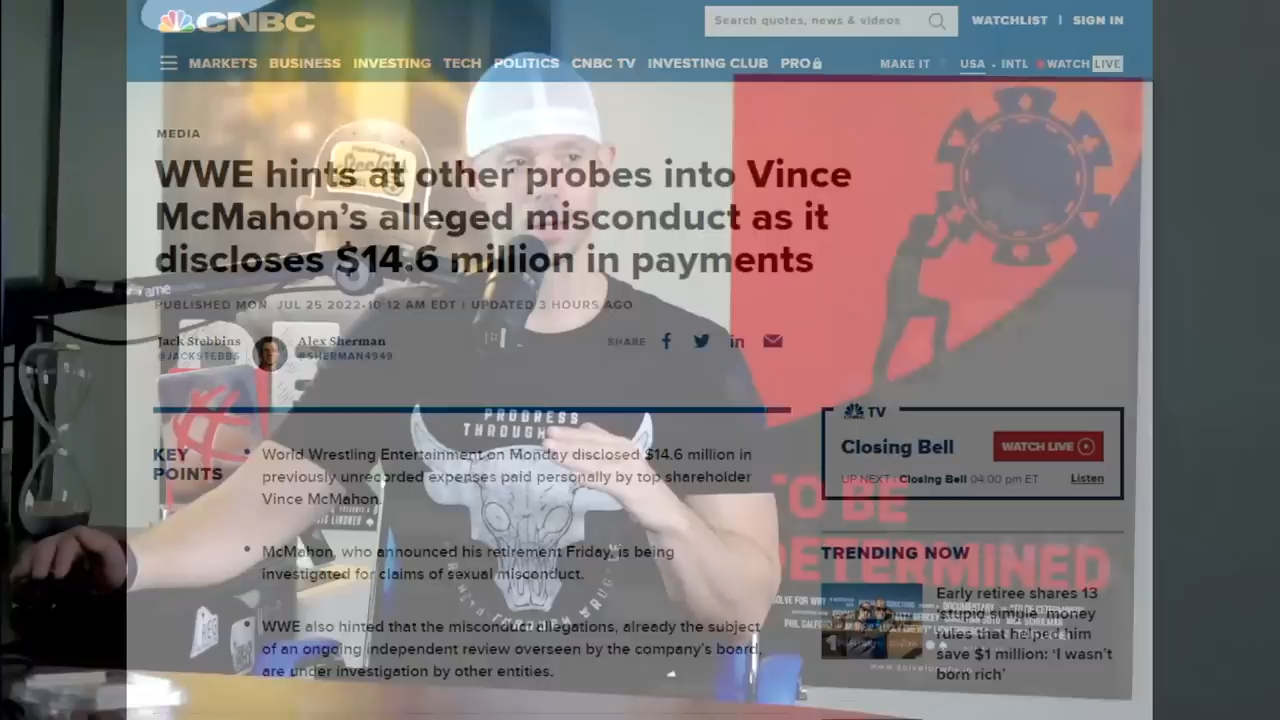 CNBC
Search quotes, news & videos
WATCHLIST | SIGN IN
MARKETS BUSINESS INVESTING TECH POLITICS CNBC TV INVESTING CLUB PRO
MAKE IT USA • INTL WATCH LIVE
MEDIA
WWE hints at other probes into Vince
McMahon's alleged misconduct as it
discloses $14.6 million in payments
PUBLISHED MON, JUL 25 2022•10:12 AM EDT | UPDATED 3 HOURS AGO
Jack Stebbins
@JACKSTEBBS
Alex Sherman
@SHERMAN4949
SHARE
KEY
POINTS
• World Wrestling Entertainment on Monday disclosed $14.6 million in
previously unrecorded expenses paid personally by top shareholder
Vince McMahon.
• McMahon, who announced his retirement Friday, is being
investigated for claims of sexual misconduct.
WWE also hinted that the misconduct allegations, already the subject
of an ongoing independent review overseen by the company's board,
are under investigation by other entities.
TV
Closing Bell
WATCH LIVE
UP NEXT | Closing Bell 04:00 pm ET
Listen
TRENDING NOW
1
Early retiree shares 13
'stupid-simple' money
rules that helped him
save $1 million: 'I wasn't
born rich'
PROGRESS
THROUGH
TO BE
DETERMINED
SOLVE FOR WHY